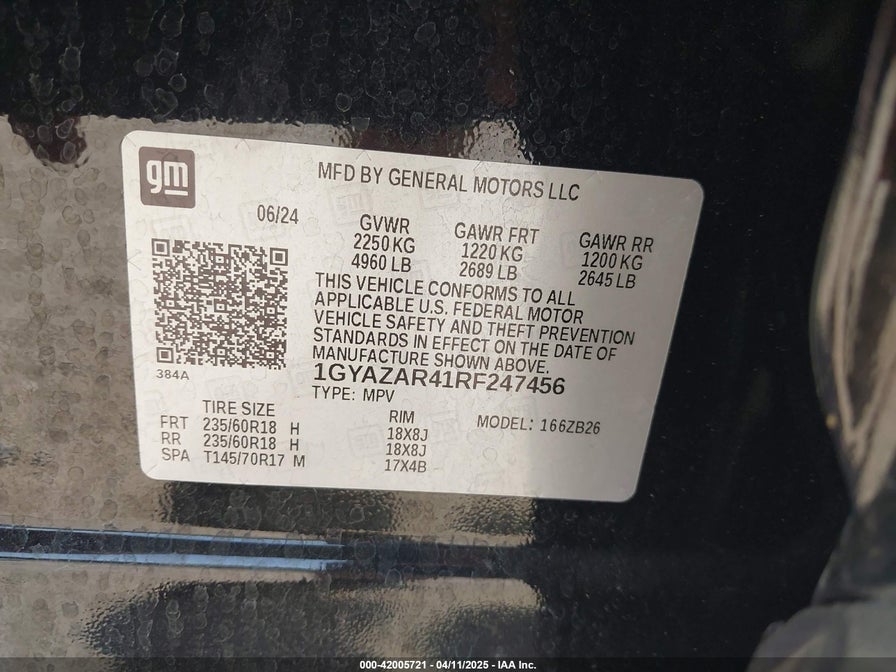 gm
MFD BY GENERAL MOTORS LLC
06/24
GVWR
2250 KG
4960 LB
GAWR FRT
1220 KG
2689 LB
GAWR RR
1200 KG
2645 LB
THIS VEHICLE CONFORMS TO ALL
APPLICABLE U.S. FEDERAL MOTOR
VEHICLE SAFETY AND THEFT PREVENTION
STANDARDS IN EFFECT ON THE DATE OF
MANUFACTURE SHOWN ABOVE.
384A
1GYAZAR41RF247456
TYPE: MPV
TIRE SIZE RIM MODEL: 166ZB26
FRT 235/60R18 H 18X8J
RR 235/60R18 H 18X8J
SPA T145/70R17 M 17X4B
000-42005721 - 04/11/2025 - IAA Inc.